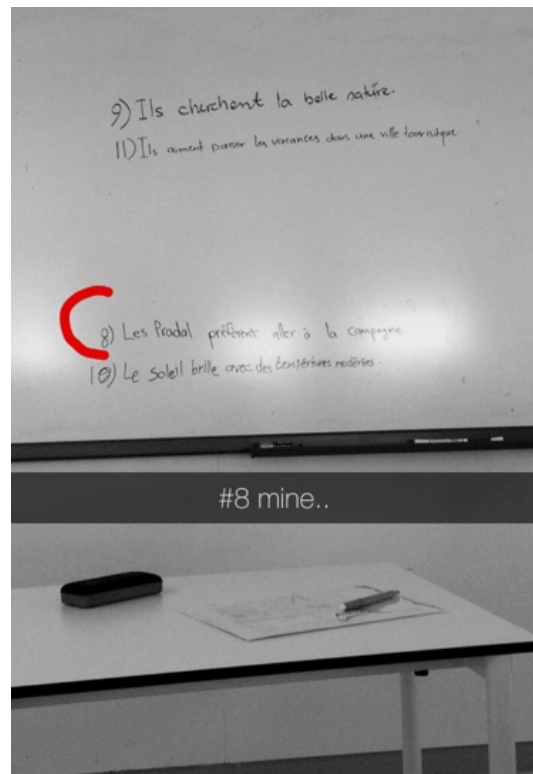 9) Ils cherchent la belle nature.
11) Ils aiment passer les vacances dans une ville touristique.
8) Les Pradal préfèrent aller à la campagne
10) Le soleil brille avec des modérées.
#8 mine..